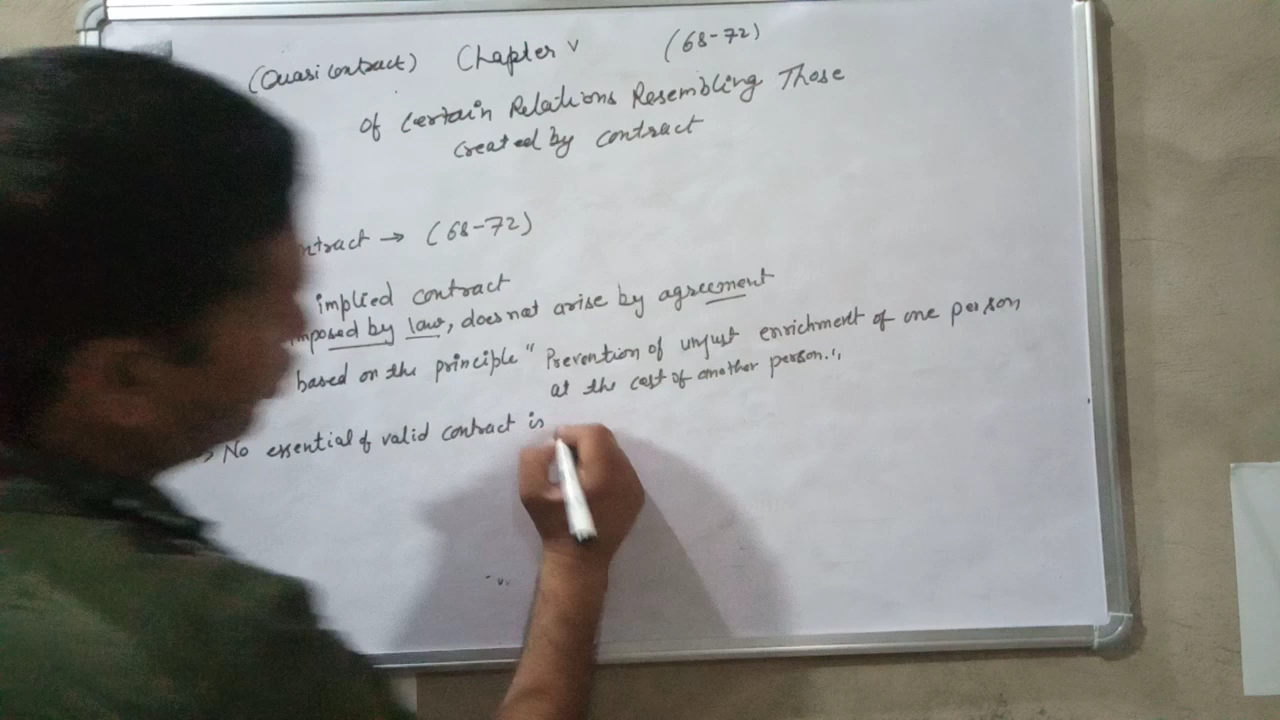 (Quasi contract) Chapter V (68-72)
Of Certain Relations Resembling Those
created by contract
ntract → (68-72)
implied contract
mposed by law, does not arise by agreement
based on the principle "Prevention of unjust enrichment of one person,
at the cost of another person."
No essential of valid contract is